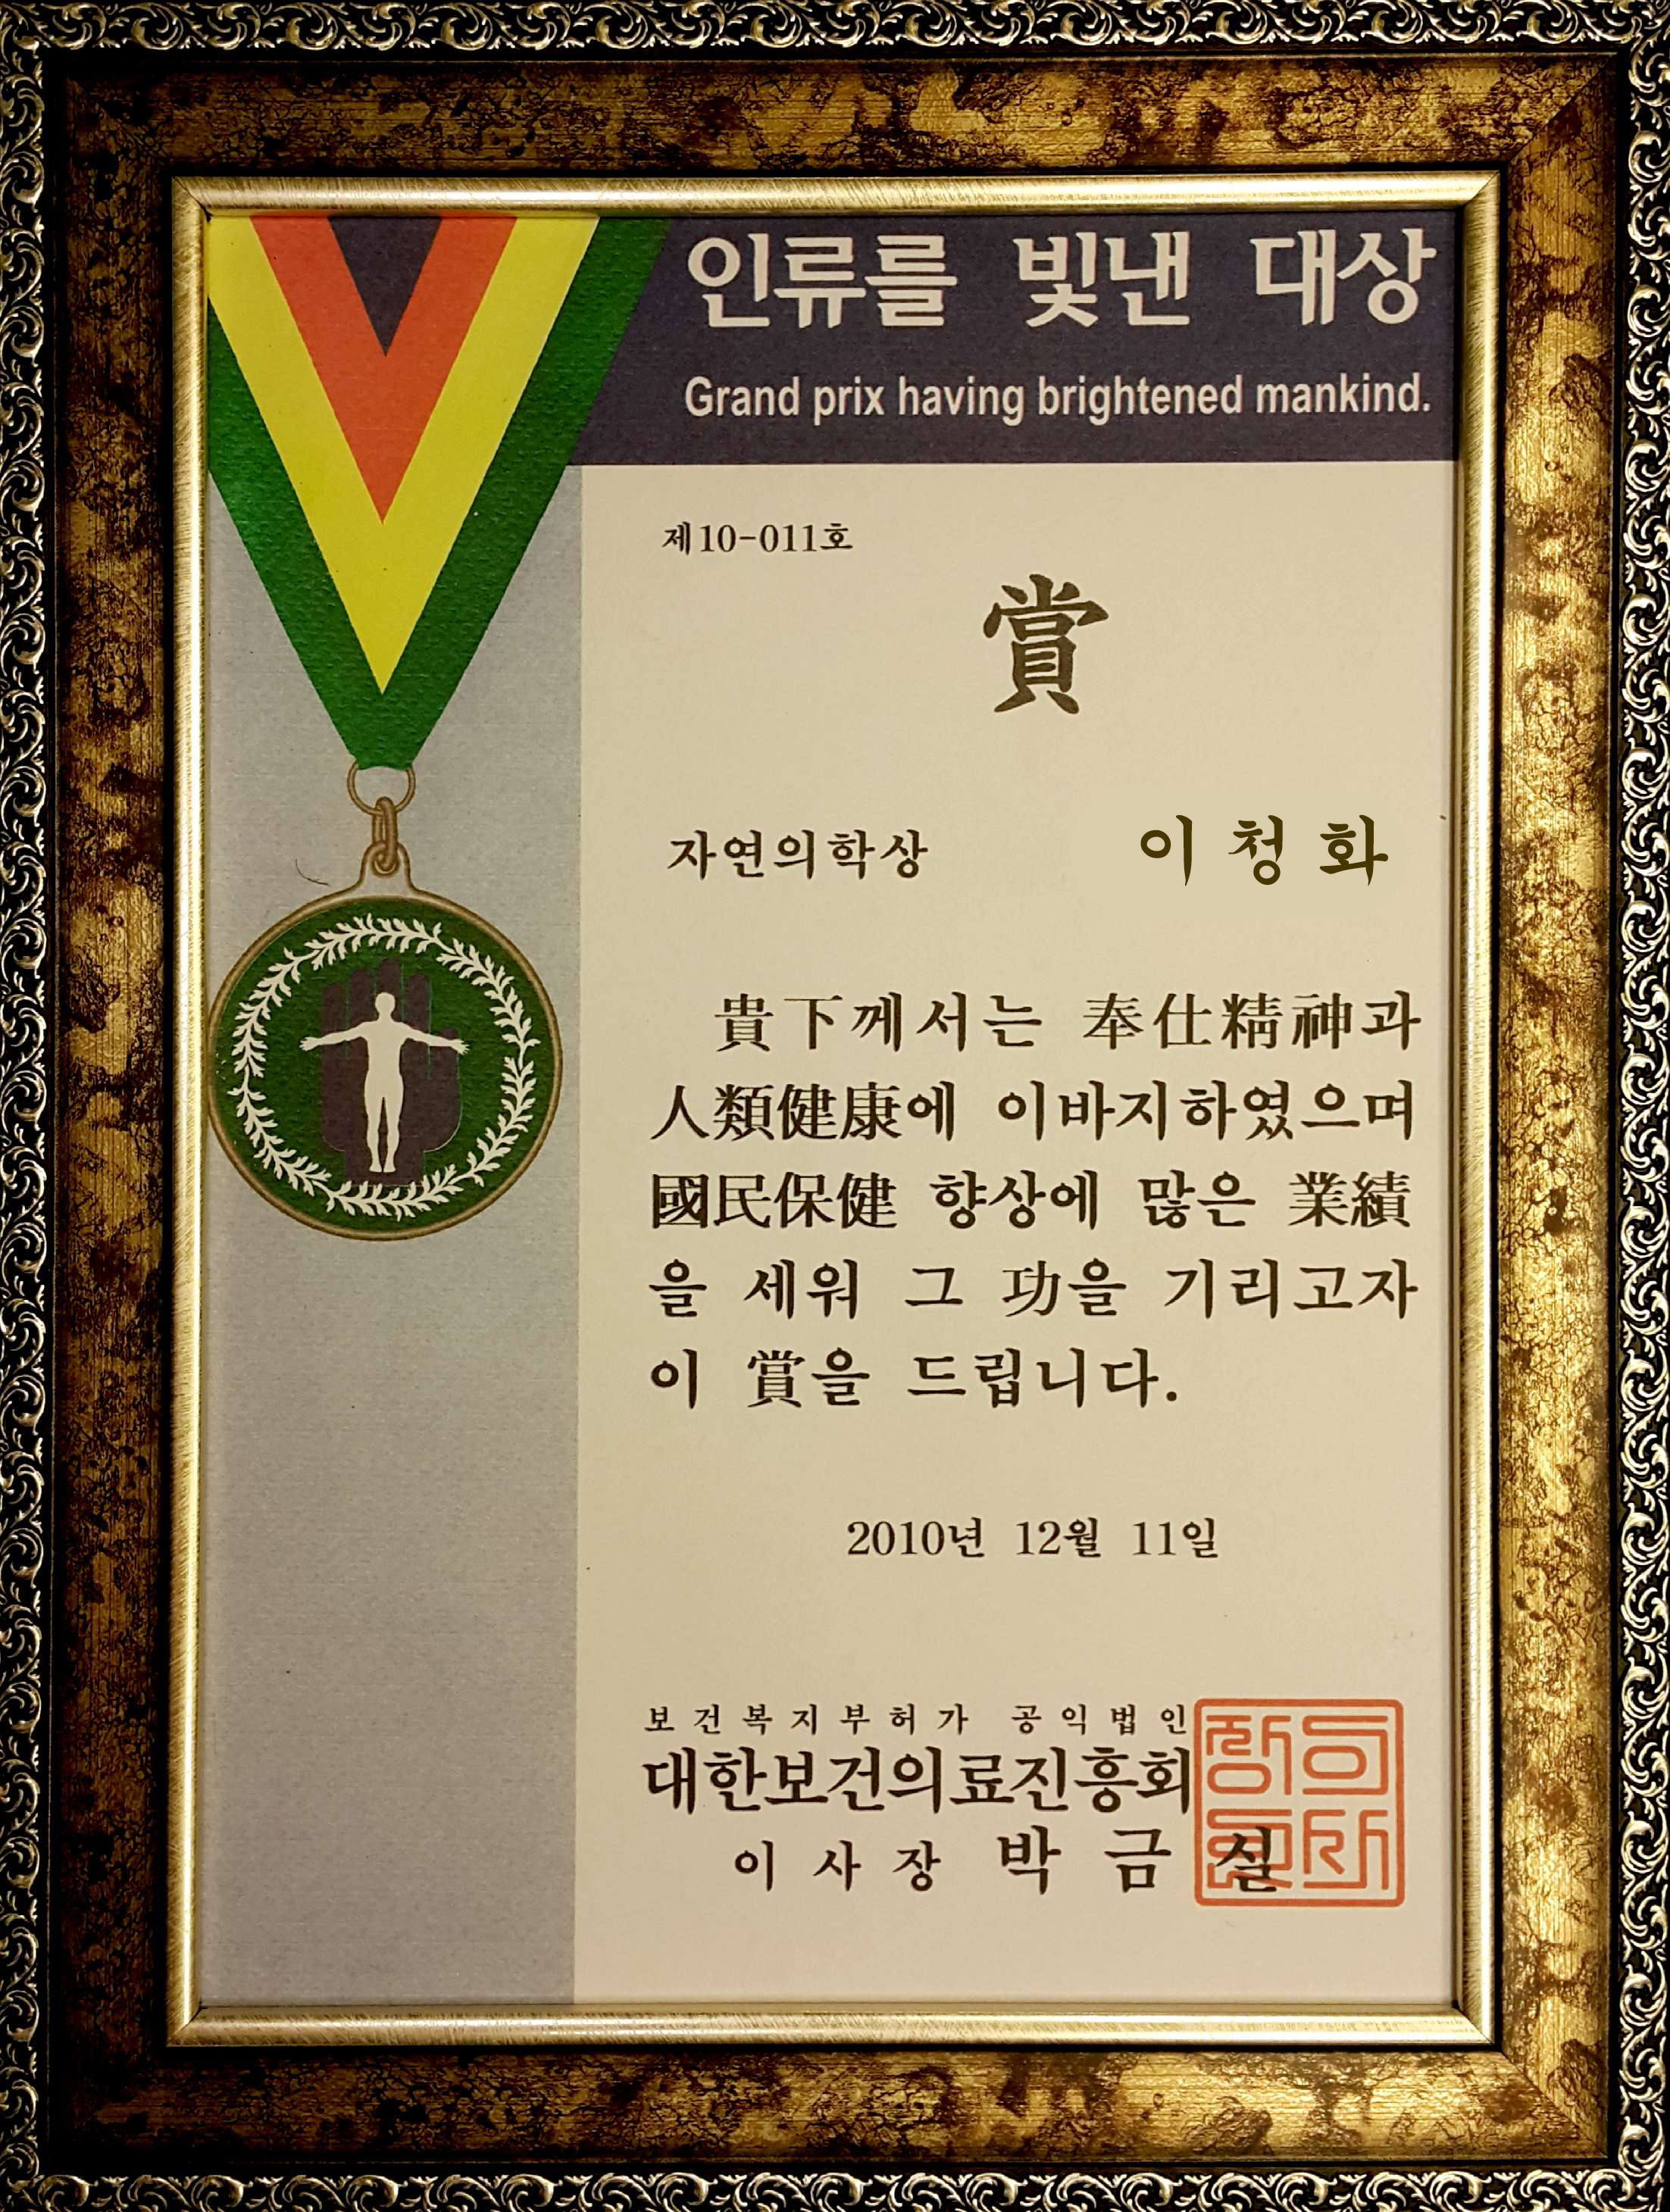 인류를 빛낸 대상
Grand prix having brightened mankind.
제10-011호
賞
자연의학상 이 청 화
貴下께서는 奉仕精神과
人類健康에 이바지하였으며
國民保健 향상에 많은 業績
을 세워 그 功을 기리고자
이 賞을 드립니다.
2010년 12월 11일
보건복지부허가 공익법인
대한보건의료진흥회
이 사 장 박 금 실